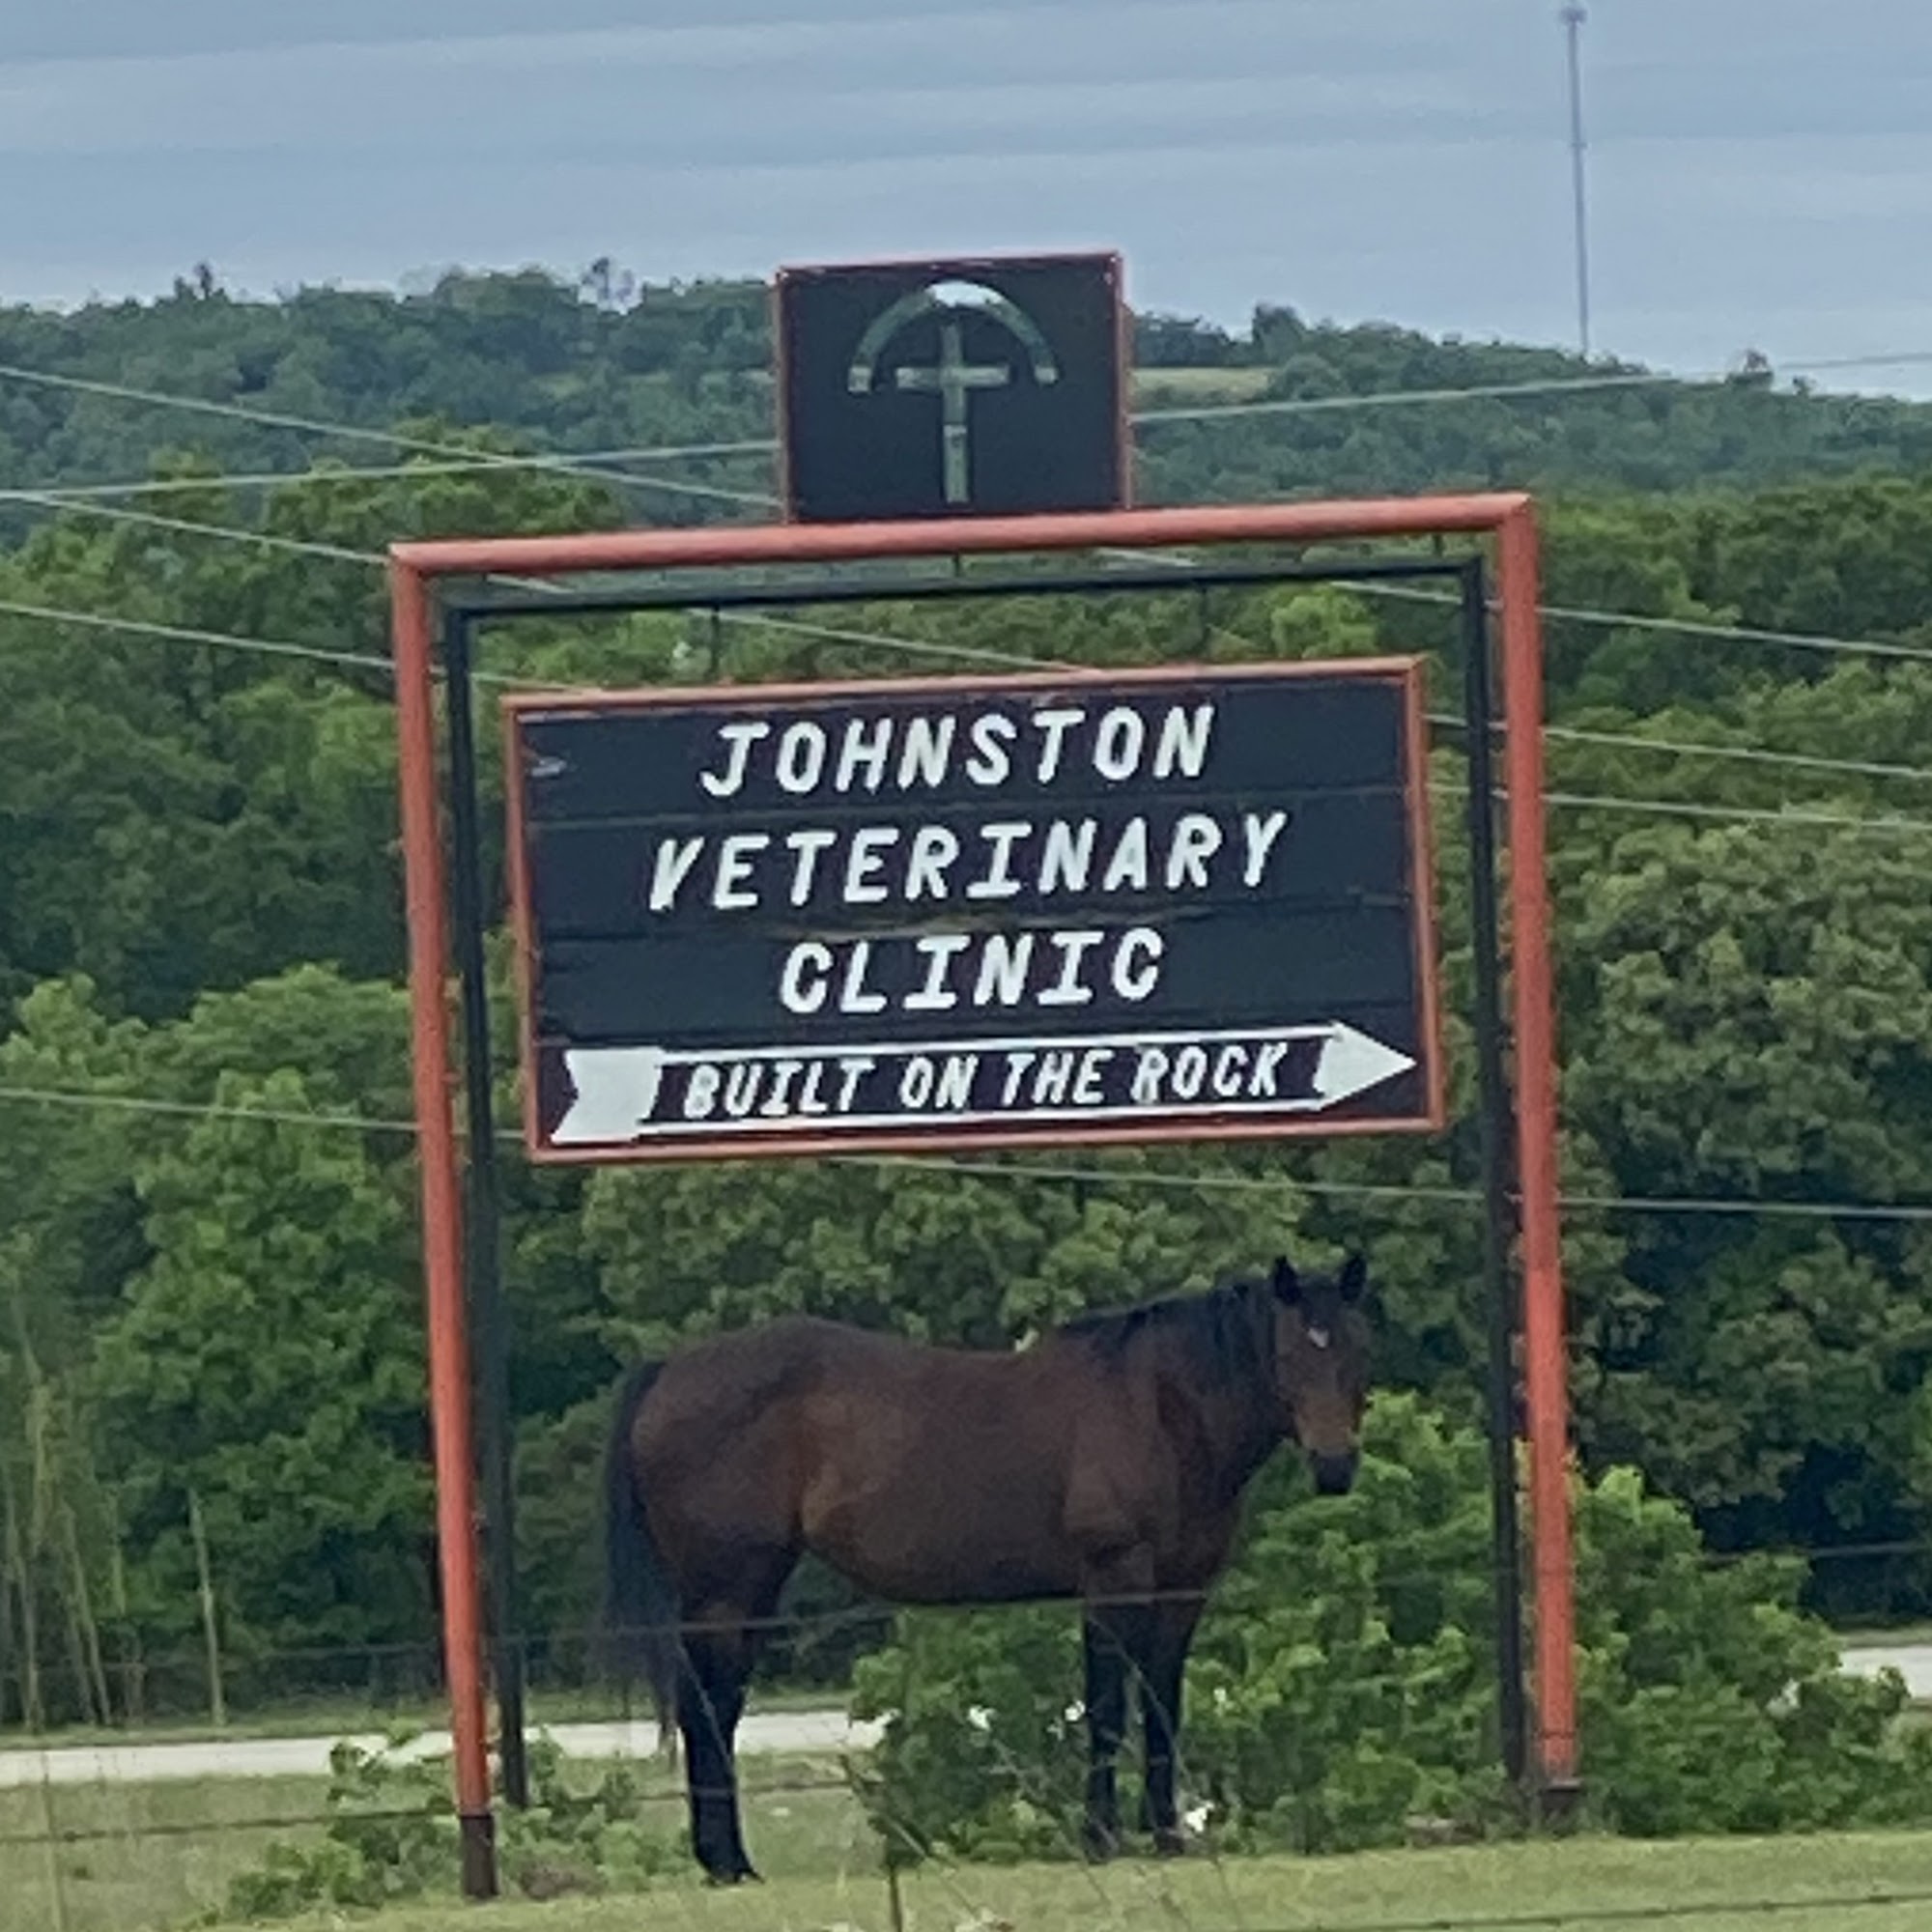 JOHNSTON
VETERINARY
CLINIC
BUILT ON THE ROCK